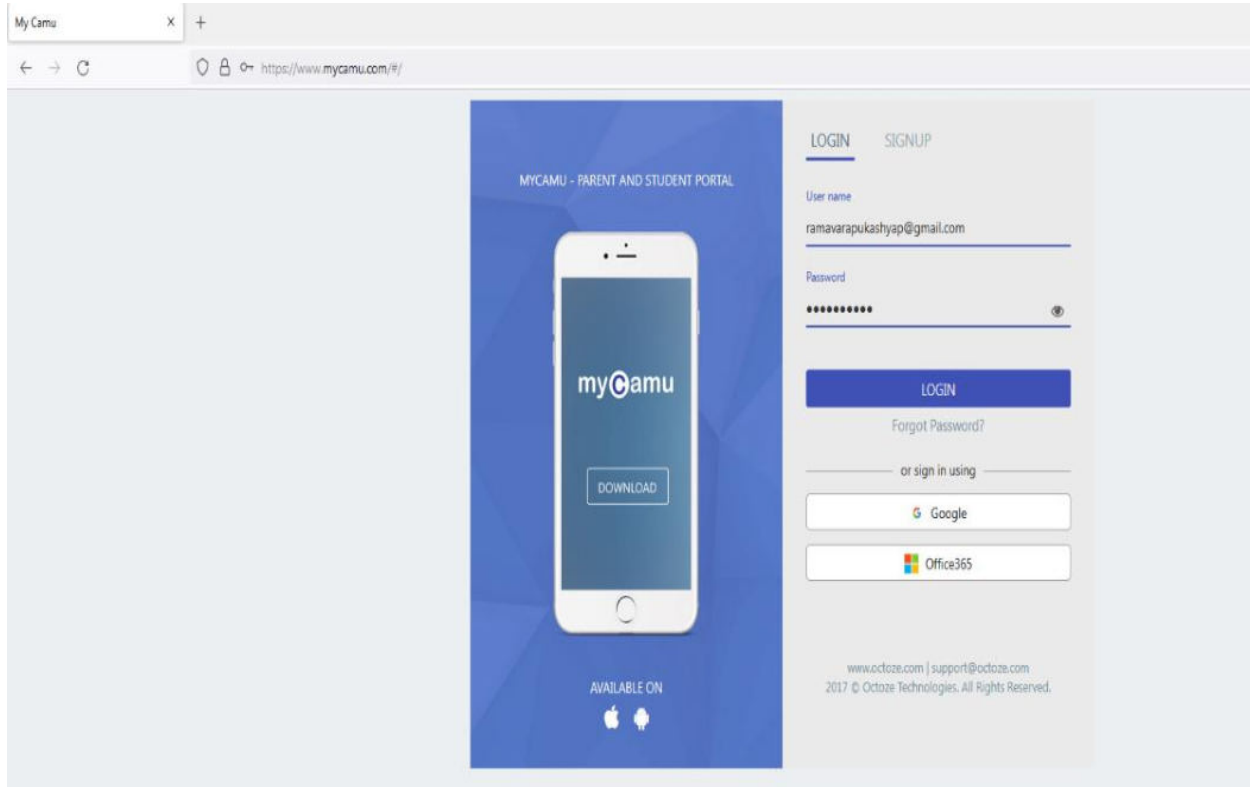 My Camu
https://www.mycamu.com/#/
MYCAMU - PARENT AND STUDENT PORTAL
myCamu
DOWNLOAD
AVAILABLE ON
LOGIN SIGNUP
User name
ramavarapukashyap@gmail.com
Password
••••••••••
LOGIN
Forgot Password?
or sign in using
G Google
Office365
www.octoze.com | support@octoze.com
2017 © Octoze Technologies. All Rights Reserved.